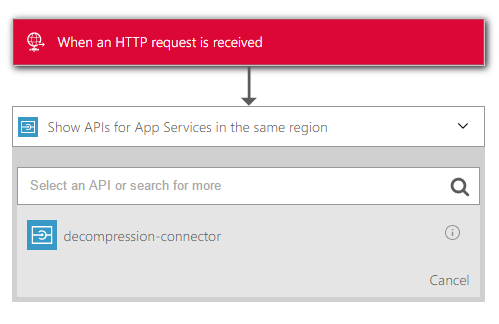 When an HTTP request is received
Show APIs for App Services in the same region
Select an API or search for more
decompression-connector
Cancel